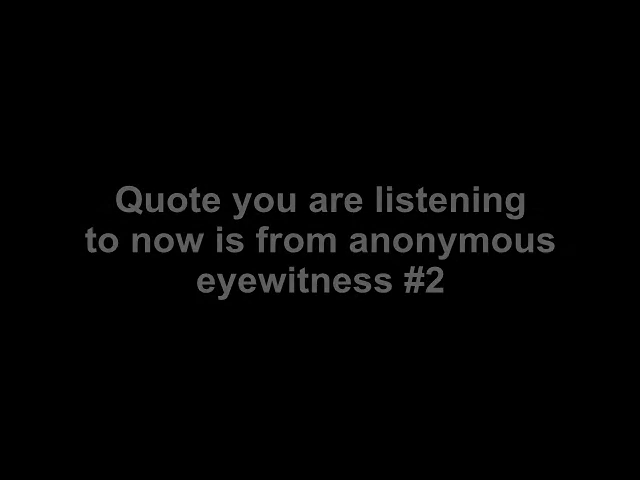 Quote you are listening
to now is from anonymous
eyewitness #2